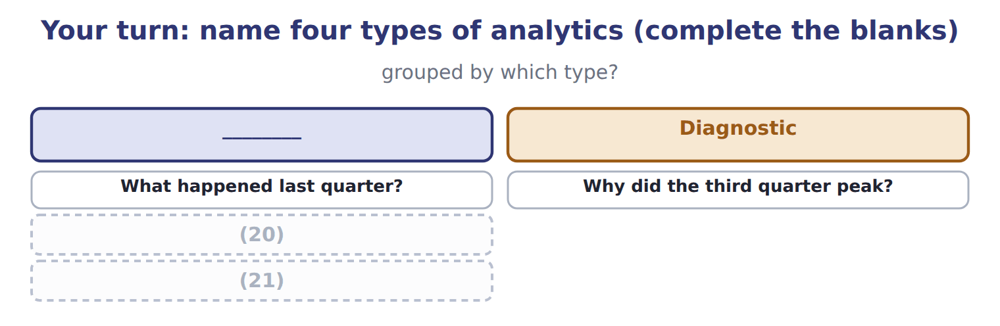 Your turn: name four types of analytics (complete the blanks)
grouped by which type?
________
Diagnostic
What happened last quarter?
Why did the third quarter peak?
(20)
(21)